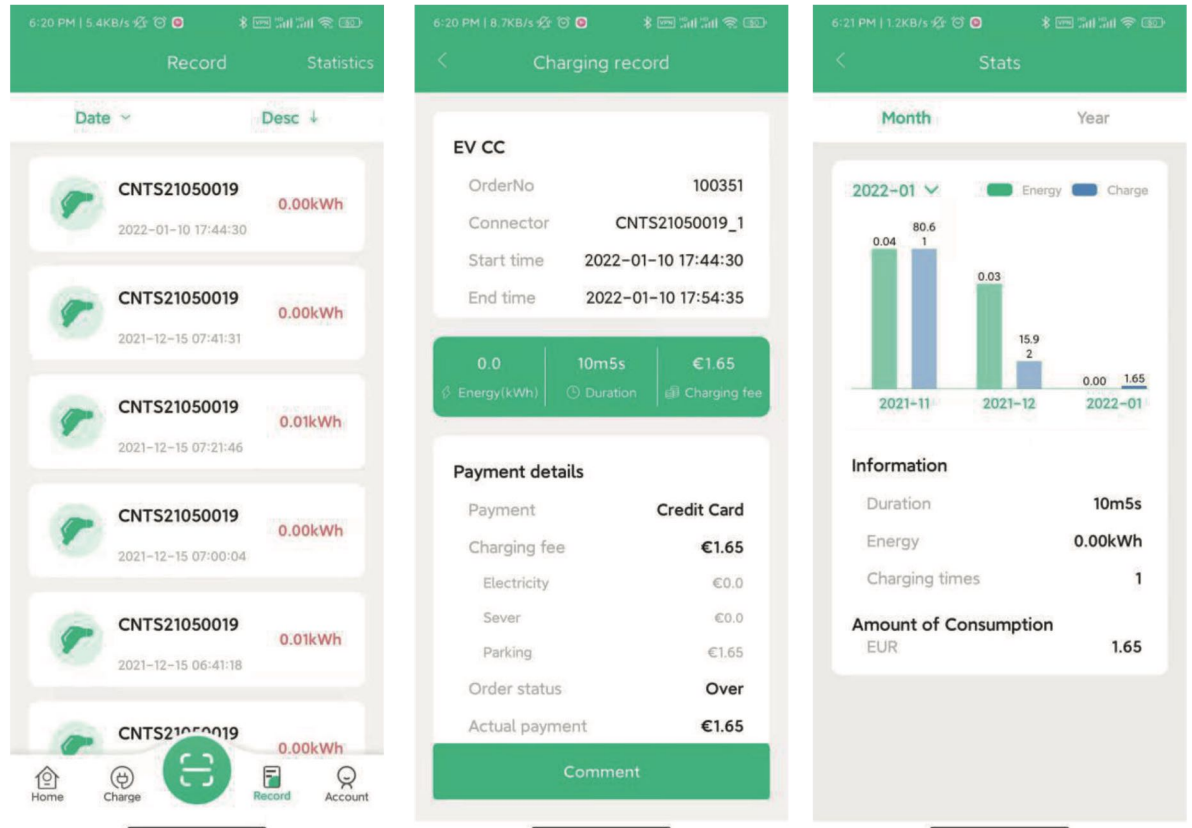 6:20 PM | 5.4KB/s
Record
Statistics
Date
Desc ↓
CNTS21050019
0.00kWh
2022-01-10 17:44:30
CNTS21050019
0.00kWh
2021-12-15 07:41:31
CNTS21050019
0.01kWh
2021-12-15 07:21:46
CNTS21050019
0.00kWh
2021-12-15 07:00:04
CNTS21050019
0.01kWh
2021-12-15 06:41:18
0.00kWh
Home
Charge
Record
Account
6:20 PM | 8.7KB/s
Charging record
EV CC
OrderNo 100351
Connector CNTS21050019_1
Start time 2022-01-10 17:44:30
End time 2022-01-10 17:54:35
0.0 10m5s €1.65
Energy(kWh) Duration Charging fee
Payment details
Payment Credit Card
Charging fee €1.65
Electricity €0.0
Sever €0.0
Parking €1.65
Order status Over
Actual payment €1.65
Comment
6:21 PM | 1.2KB/s
Stats
Month Year
2022-01 Energy Charge
80.6
0.04 1
0.03
15.9
2
0.00 1.65
2021-11 2021-12 2022-01
Information
Duration 10m5s
Energy 0.00kWh
Charging times 1
Amount of Consumption
EUR 1.65